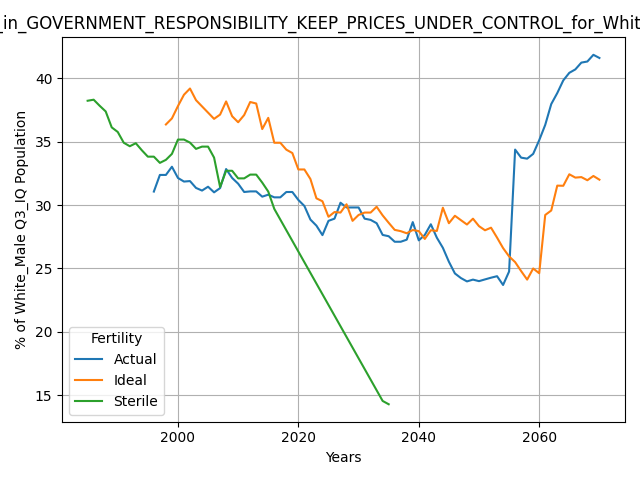 _in_GOVERNMENT_RESPONSIBILITY_KEEP_PRICES_UNDER_CONTROL_for_Whit
% of White_Male Q3_IQ Population
40
35
30
25
20
15
Fertility
Actual
Ideal
Sterile
2000
2020
2040
2060
Years